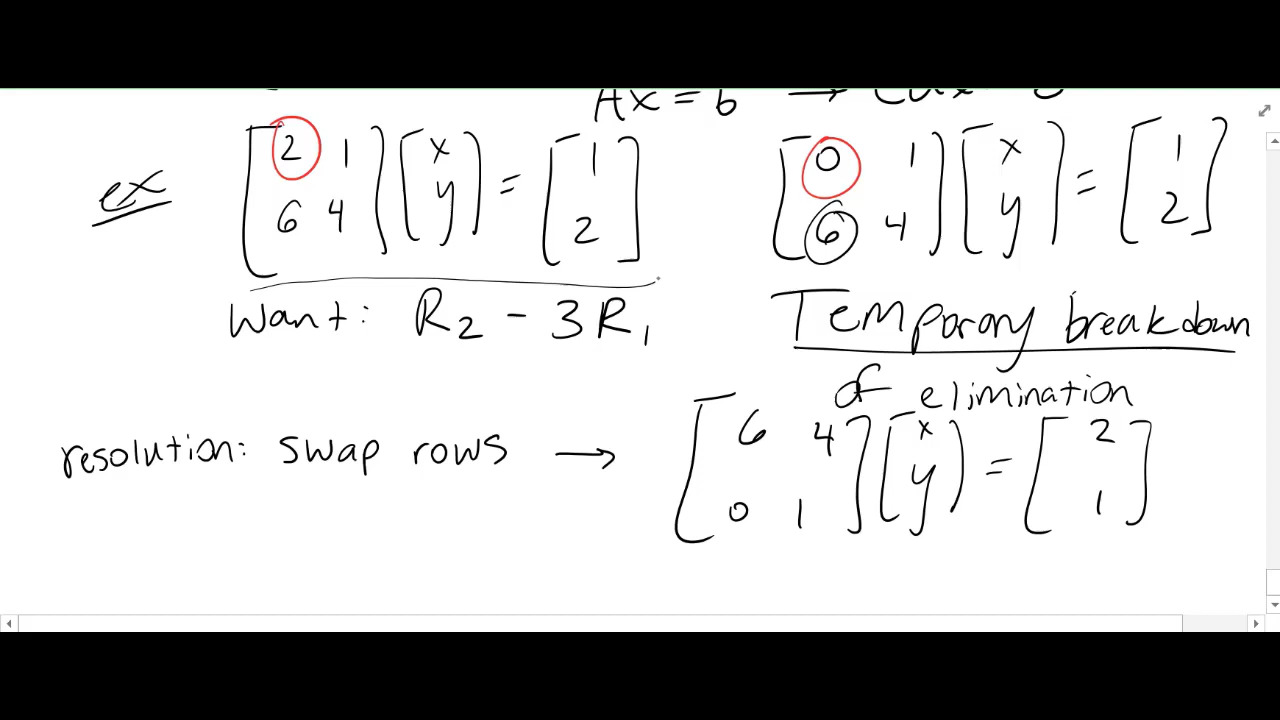 Ax = b →
ex [2 1; 6 4] [x; y] = [1; 2]
[0 1; 6 4] [x; y] = [1; 2]
Want: R₂ - 3R₁
Temporary breakdown
of elimination
resolution: swap rows → [6 4; 0 1] [x; y] = [2; 1]